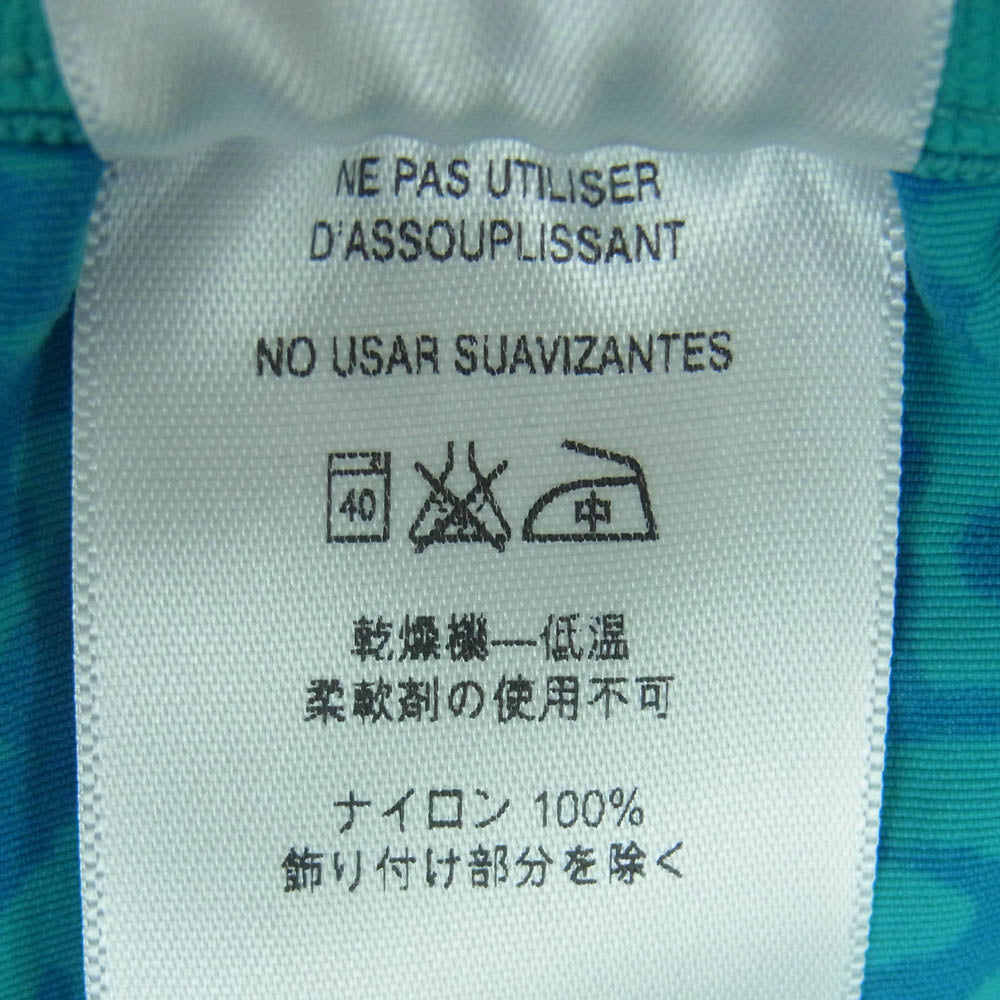 NE PAS UTILISER
D'ASSOUPLISSANT
NO USAR SUAVIZANTES
40 中
乾燥機—低温
柔軟剤の使用不可
ナイロン 100%
飾り付け部分を除く